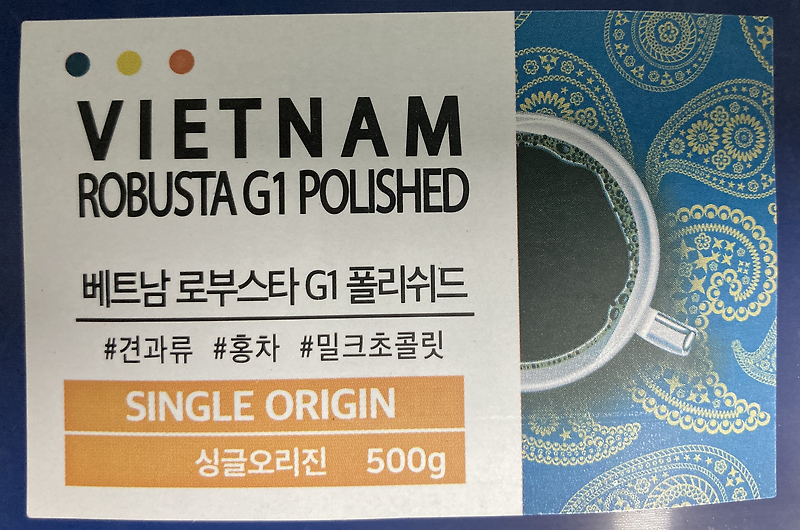 VIETNAM
ROBUSTA G1 POLISHED
베트남 로부스타 G1 폴리쉬드
#견과류 #홍차 #밀크초콜릿
SINGLE ORIGIN
싱글오리진 500g